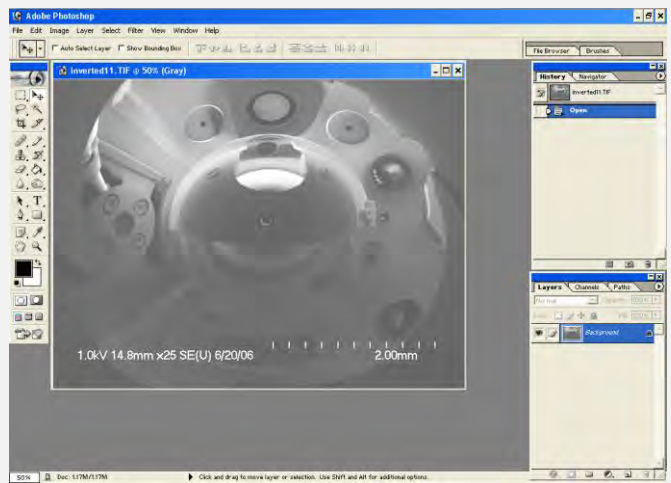 Adobe Photoshop
File Edit Image Layer Select Filter View Window Help
Auto Select Layer Show Bounding Box
File Browser Brushes
Inverted11.TIF @ 50% (Gray)
History Navigator
Inverted11.TIF
Open
T
Layers Channels Paths
Normal
Background
1.0kV 14.8mm x25 SE(U) 6/20/06 2.00mm
50% Doc: 1.17M/1.17M Click and drag to move layer or selection. Use Shift and Alt for additional options.